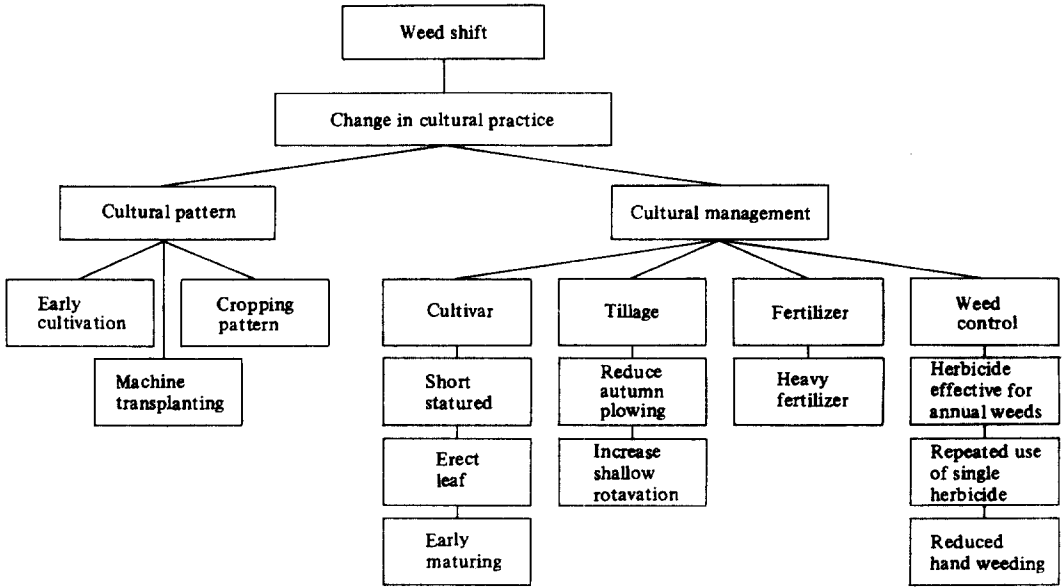 Weed shift
Change in cultural practice
Cultural pattern
Cultural management
Early
cultivation
Cropping
pattern
Machine
transplanting
Cultivar
Tillage
Fertilizer
Weed
control
Short
statured
Reduce
autumn
plowing
Heavy
fertilizer
Herbicide
effective for
annual weeds
Erect
leaf
Increase
shallow
rotavation
Repeated use
of single
herbicide
Early
maturing
Reduced
hand weeding